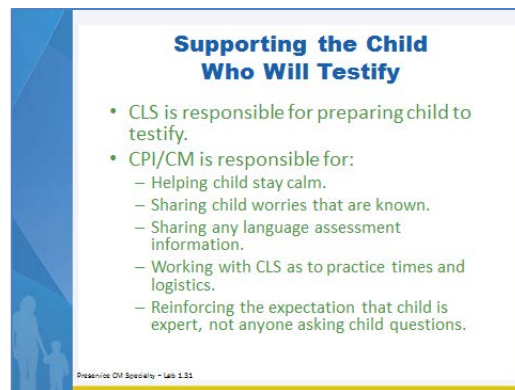 Supporting the Child
Who Will Testify
• CLS is responsible for preparing child to
testify.
• CPI/CM is responsible for:
– Helping child stay calm.
– Sharing child worries that are known.
– Sharing any language assessment
information.
– Working with CLS as to practice times and
logistics.
– Reinforcing the expectation that child is
expert, not anyone asking child questions.
Preservice CM Specialty – Lab 1.31